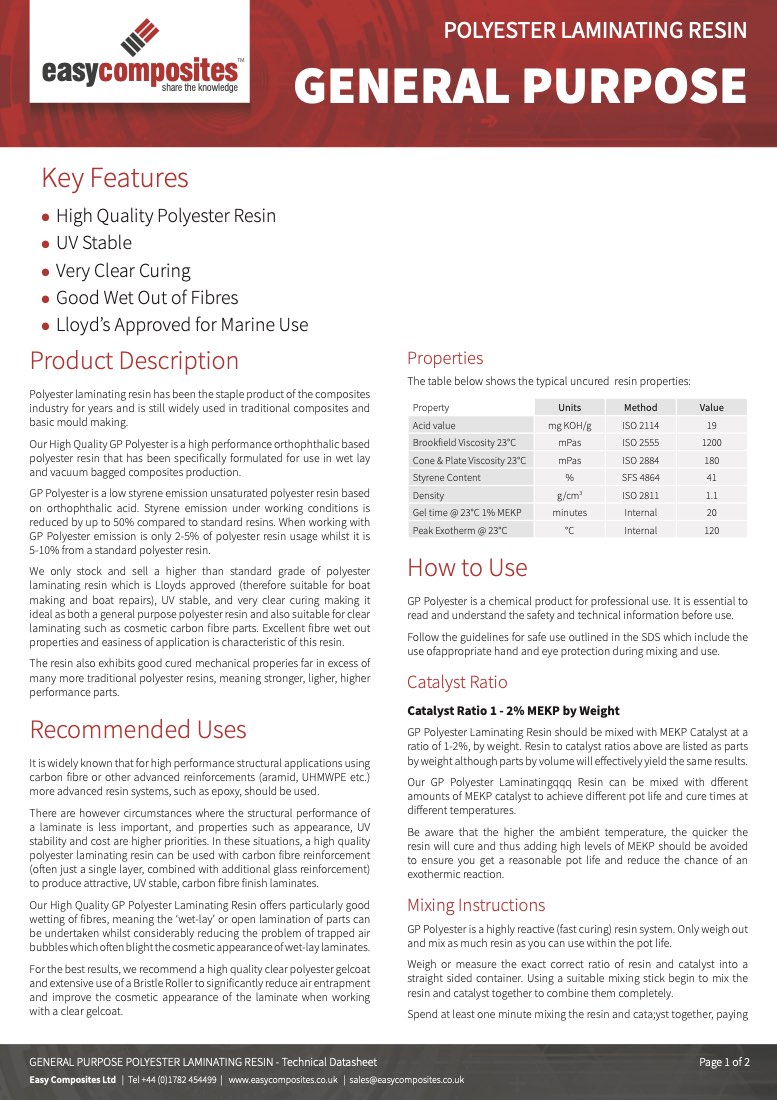 easycomposites™
share the knowledge
POLYESTER LAMINATING RESIN
GENERAL PURPOSE
Key Features
• High Quality Polyester Resin
• UV Stable
• Very Clear Curing
• Good Wet Out of Fibres
• Lloyd's Approved for Marine Use
Product Description
Polyester laminating resin has been the staple product of the composites
industry for years and is still widely used in traditional composites and
basic mould making.
Our High Quality GP Polyester is a high performance orthophthalic based
polyester resin that has been specifically formulated for use in wet lay
and vacuum bagged composites production.
GP Polyester is a low styrene emission unsaturated polyester resin based
on orthophthalic acid. Styrene emission under working conditions is
reduced by up to 50% compared to standard resins. When working with
GP Polyester emission is only 2-5% of polyester resin usage whilst it is
5-10% from a standard polyester resin.
We only stock and sell a higher than standard grade of polyester
laminating resin which is Lloyds approved (therefore suitable for boat
making and boat repairs), UV stable, and very clear curing making it
ideal as both a general purpose polyester resin and also suitable for clear
laminating such as cosmetic carbon fibre parts. Excellent fibre wet out
properties and easiness of application is characteristic of this resin.
The resin also exhibits good cured mechanical properies far in excess of
many more traditional polyester resins, meaning stronger, ligher, higher
performance parts.
Recommended Uses
It is widely known that for high performance structural applications using
carbon fibre or other advanced reinforcements (aramid, UHMWPE etc.)
more advanced resin systems, such as epoxy, should be used.
There are however circumstances where the structural performance of
a laminate is less important, and properties such as appearance, UV
stability and cost are higher priorities. In these situations, a high quality
polyester laminating resin can be used with carbon fibre reinforcement
(often just a single layer, combined with additional glass reinforcement)
to produce attractive, UV stable, carbon fibre finish laminates.
Our High Quality GP Polyester Laminating Resin offers particularly good
wetting of fibres, meaning the 'wet-lay' or open lamination of parts can
be undertaken whilst considerably reducing the problem of trapped air
bubbles which often blight the cosmetic appearance of wet-lay laminates.
For the best results, we recommend a high quality clear polyester gelcoat
and extensive use of a Bristle Roller to significantly reduce air entrapment
and improve the cosmetic appearance of the laminate when working
with a clear gelcoat.
Properties
The table below shows the typical uncured resin properties:
Property Units Method Value
Acid value mg KOH/g ISO 2114 19
Brookfield Viscosity 23°C mPas ISO 2555 1200
Cone & Plate Viscosity 23°C mPas ISO 2884 180
Styrene Content % SFS 4864 41
Density g/cm³ ISO 2811 1.1
Gel time @ 23°C 1% MEKP minutes Internal 20
Peak Exotherm @ 23°C °C Internal 120
How to Use
GP Polyester is a chemical product for professional use. It is essential to
read and understand the safety and technical information before use.
Follow the guidelines for safe use outlined in the SDS which include the
use ofappropriate hand and eye protection during mixing and use.
Catalyst Ratio
Catalyst Ratio 1 - 2% MEKP by Weight
GP Polyester Laminating Resin should be mixed with MEKP Catalyst at a
ratio of 1-2%, by weight. Resin to catalyst ratios above are listed as parts
by weight although parts by volume will effectively yield the same results.
Our GP Polyester Laminatingqqq Resin can be mixed with dfferent
amounts of MEKP catalyst to achieve different pot life and cure times at
different temperatures.
Be aware that the higher the ambient temperature, the quicker the
resin will cure and thus adding high levels of MEKP should be avoided
to ensure you get a reasonable pot life and reduce the chance of an
exothermic reaction.
Mixing Instructions
GP Polyester is a highly reactive (fast curing) resin system. Only weigh out
and mix as much resin as you can use within the pot life.
Weigh or measure the exact correct ratio of resin and catalyst into a
straight sided container. Using a suitable mixing stick begin to mix the
resin and catalyst together to combine them completely.
Spend at least one minute mixing the resin and cata;yst together, paying
GENERAL PURPOSE POLYESTER LAMINATING RESIN - Technical Datasheet
Page 1 of 2
Easy Composites Ltd | Tel +44 (0)1782 454499 | www.easycomposites.co.uk | sales@easycomposites.co.uk